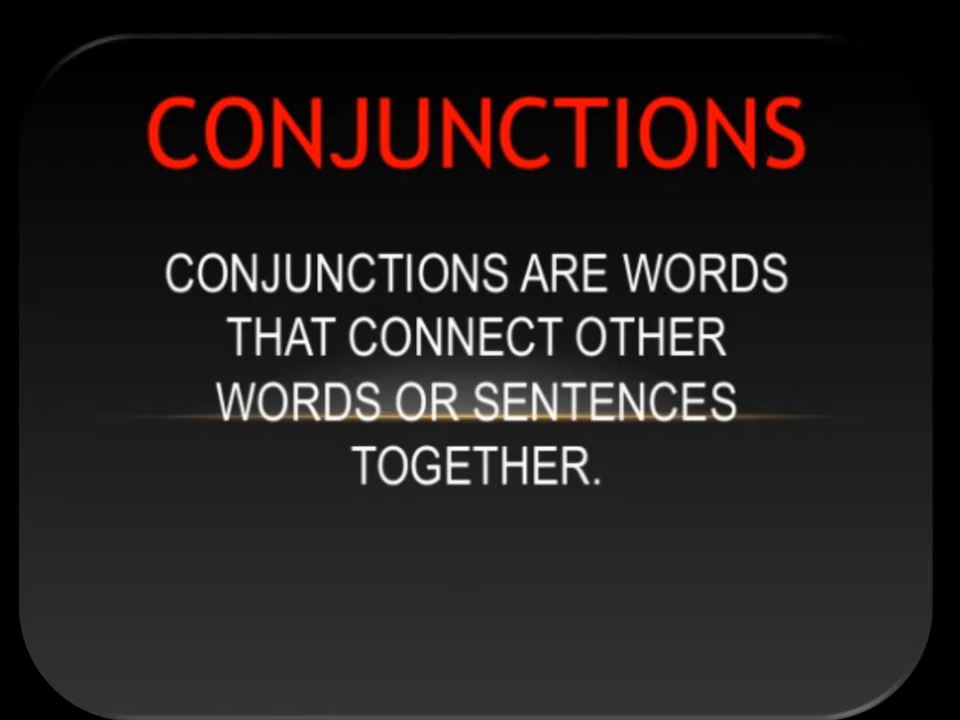 CONJUNCTIONS
CONJUNCTIONS ARE WORDS
THAT CONNECT OTHER
WORDS OR SENTENCES
TOGETHER.